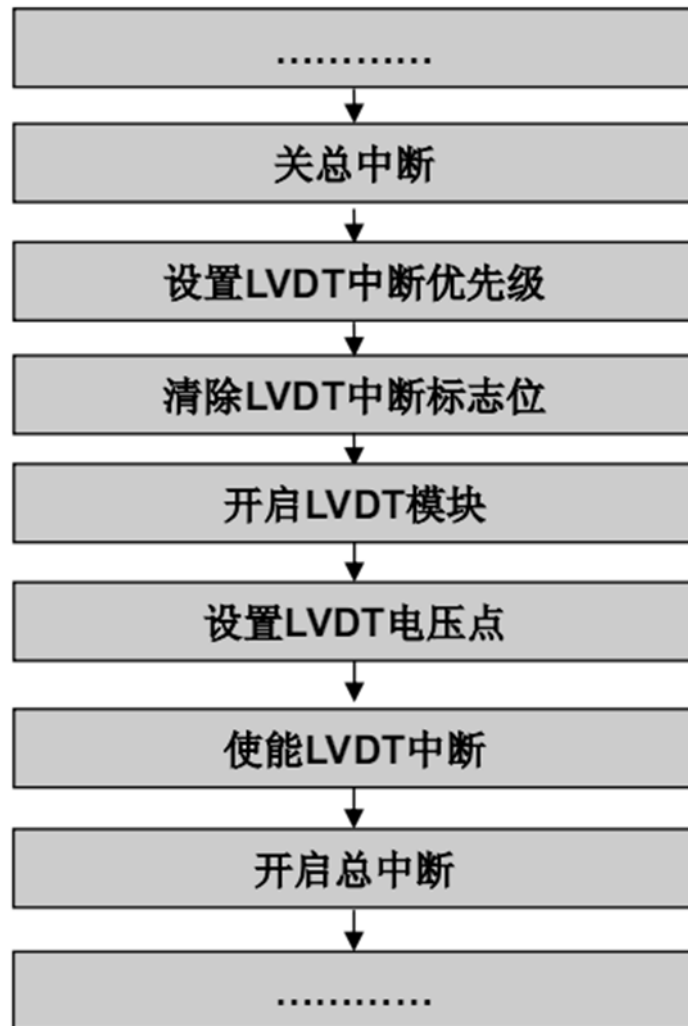 ............
关总中断
设置LVDT中断优先级
清除LVDT中断标志位
开启LVDT模块
设置LVDT电压点
使能LVDT中断
开启总中断
............